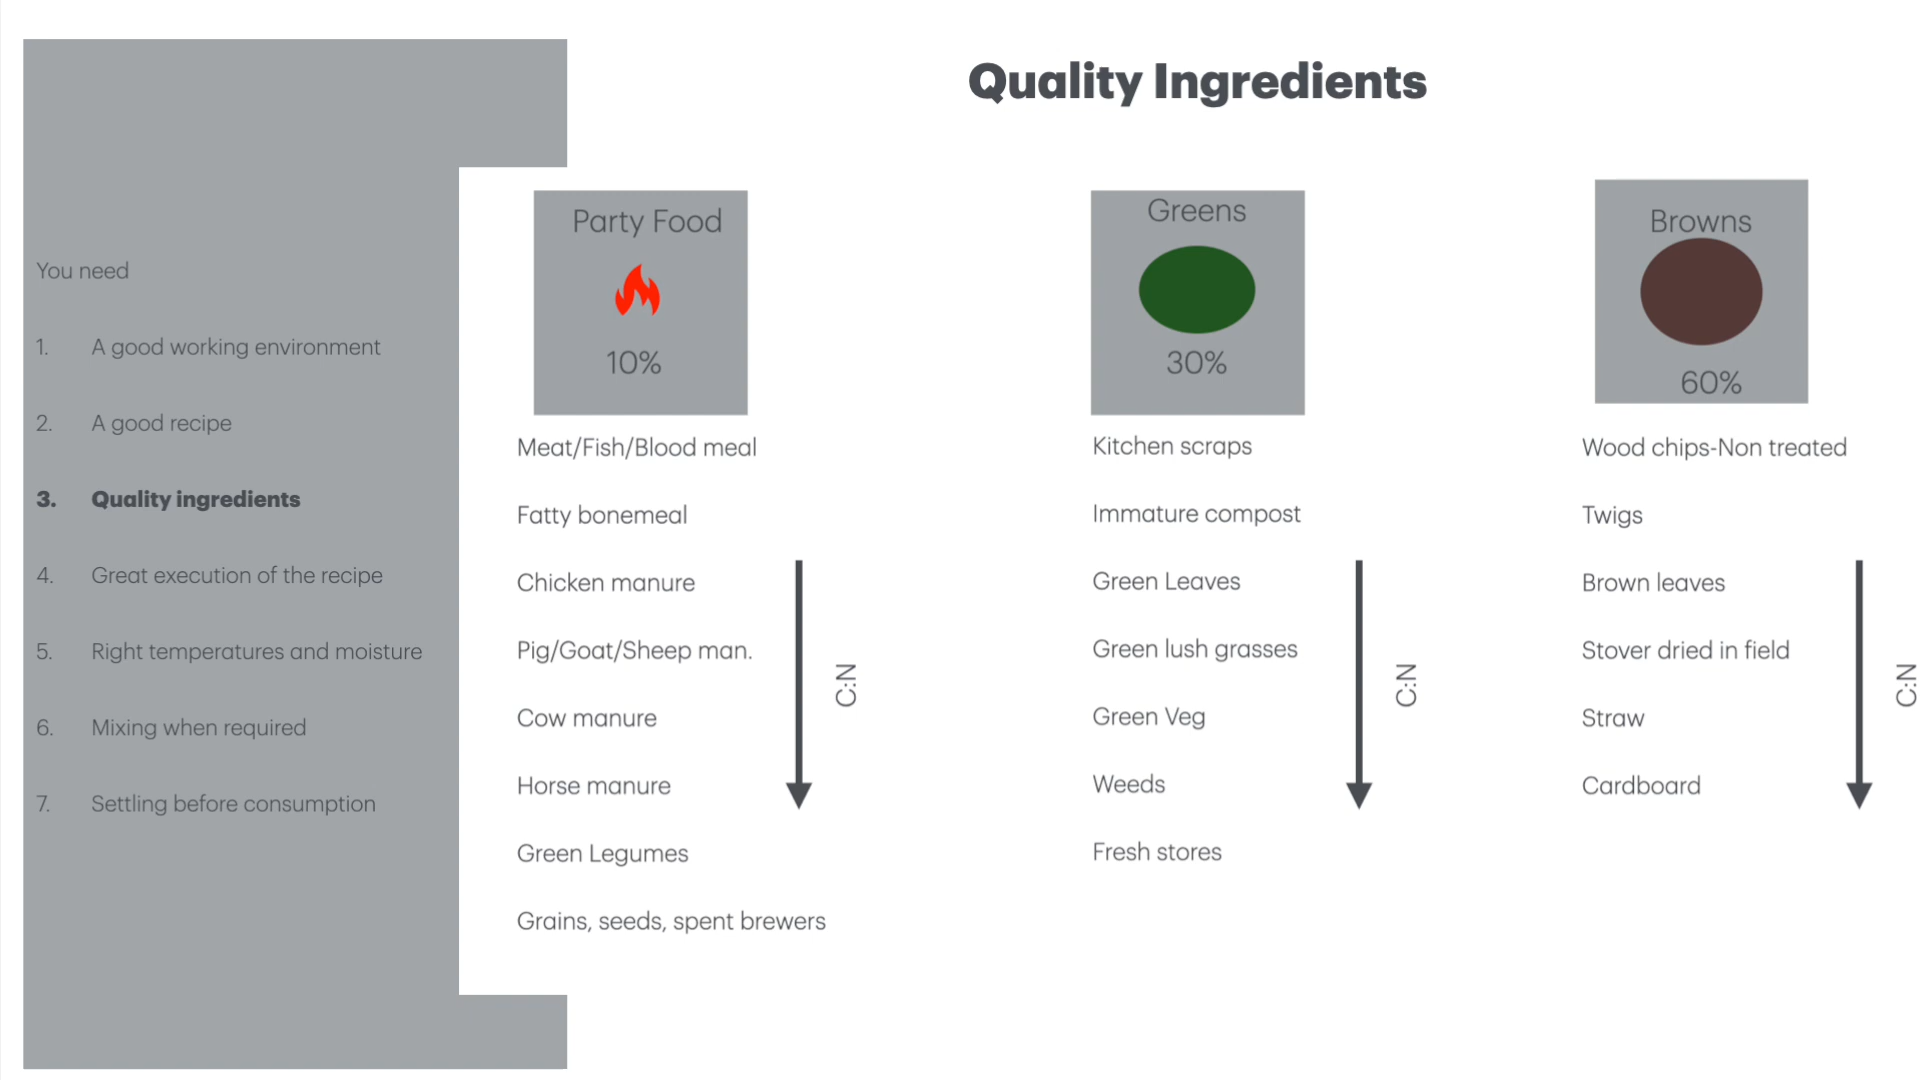 Quality Ingredients
You need
1. A good working environment
2. A good recipe
3. Quality ingredients
4. Great execution of the recipe
5. Right temperatures and moisture
6. Mixing when required
7. Settling before consumption
Party Food
10%
Meat/Fish/Blood meal
Fatty bonemeal
Chicken manure
Pig/Goat/Sheep man.
Cow manure
Horse manure
Green Legumes
Grains, seeds, spent brewers
C:N
Greens
30%
Kitchen scraps
Immature compost
Green Leaves
Green lush grasses
Green Veg
Weeds
Fresh stores
C:N
Browns
60%
Wood chips-Non treated
Twigs
Brown leaves
Stover dried in field
Straw
Cardboard
C:N